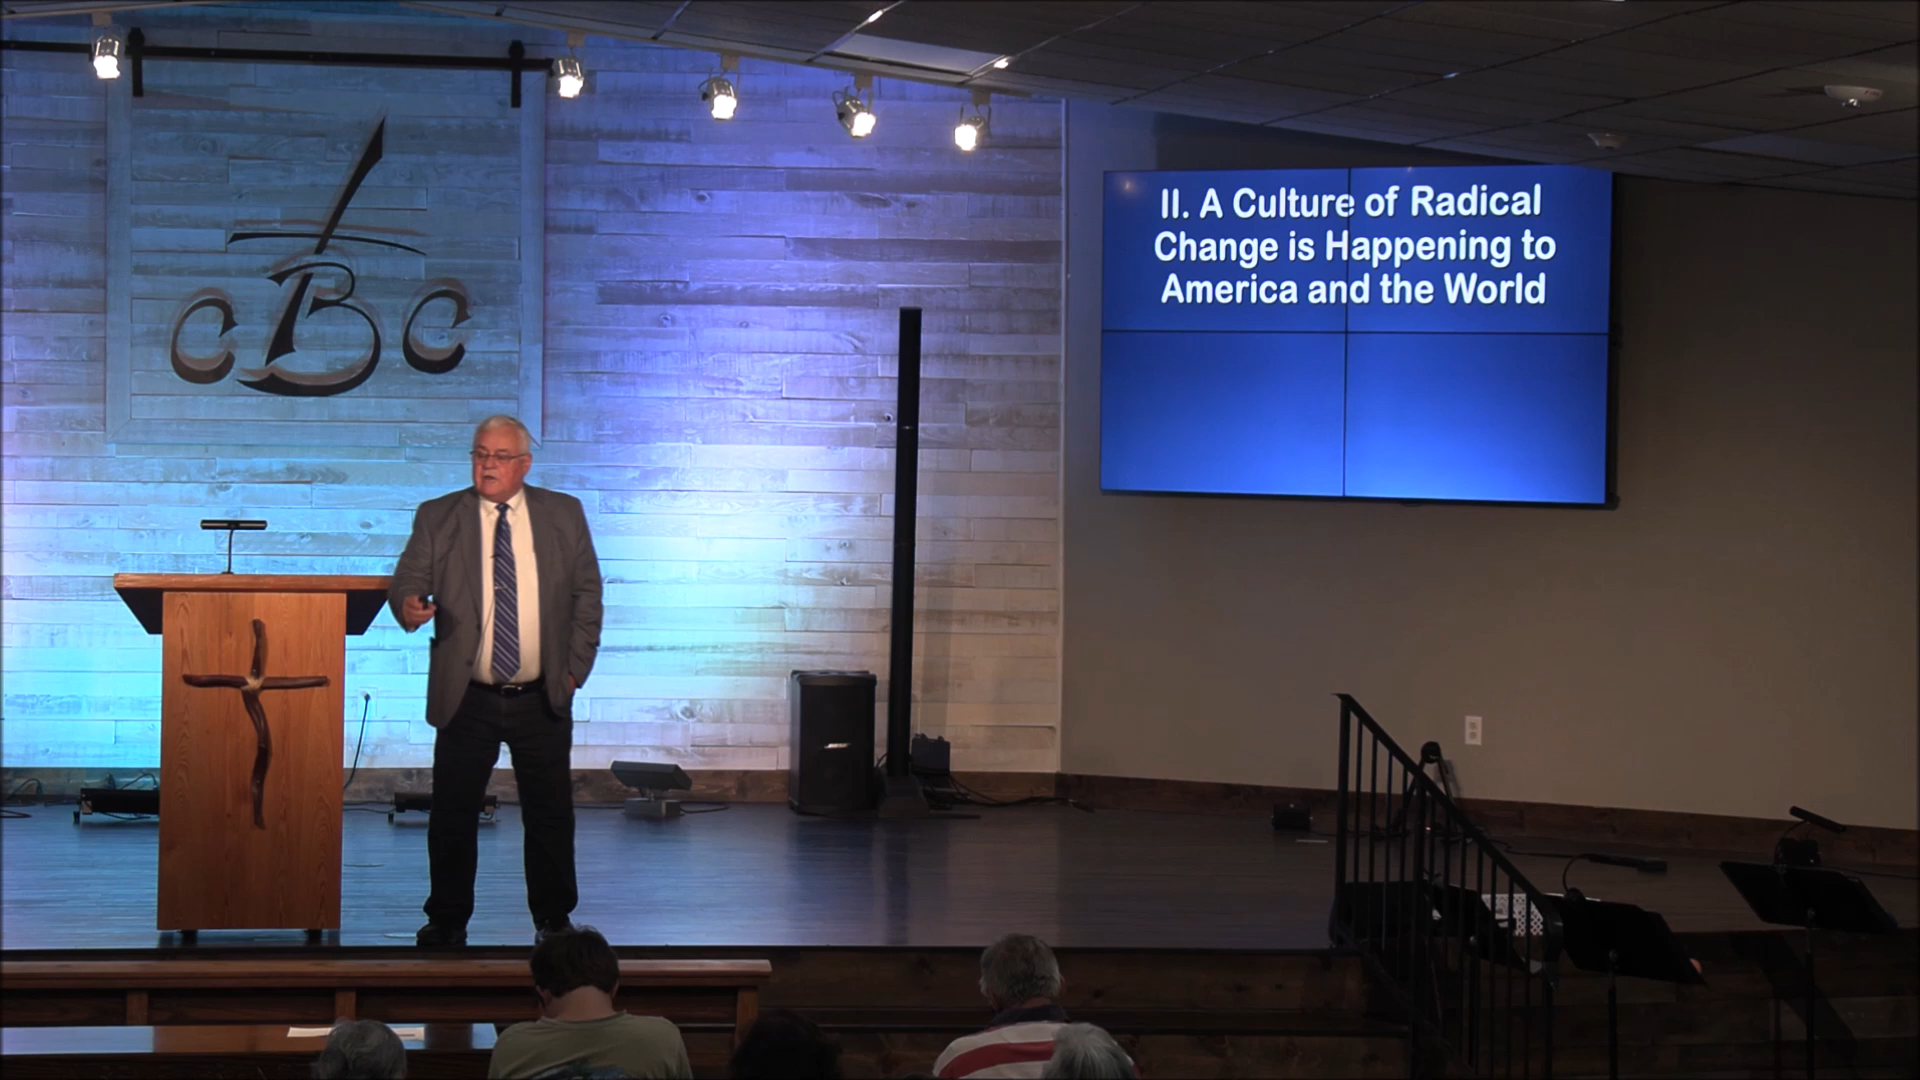 cBc
II. A Culture of Radical
Change is Happening to
America and the World